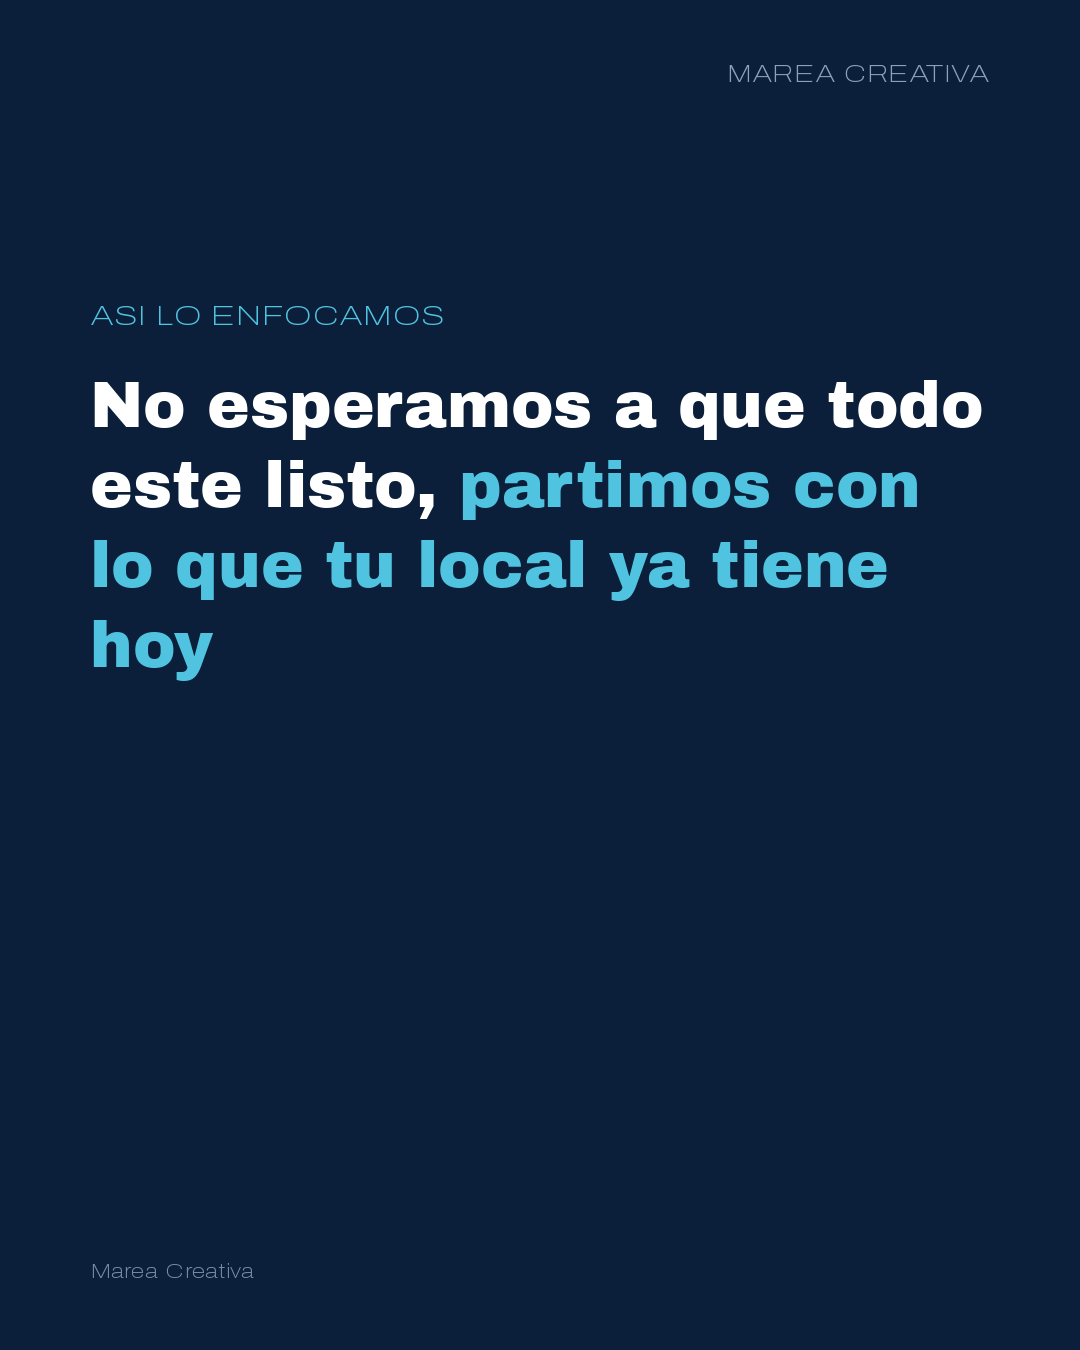 MAREA CREATIVA
ASI LO ENFOCAMOS
No esperamos a que todo
este listo, partimos con
lo que tu local ya tiene
hoy
Marea Creativa